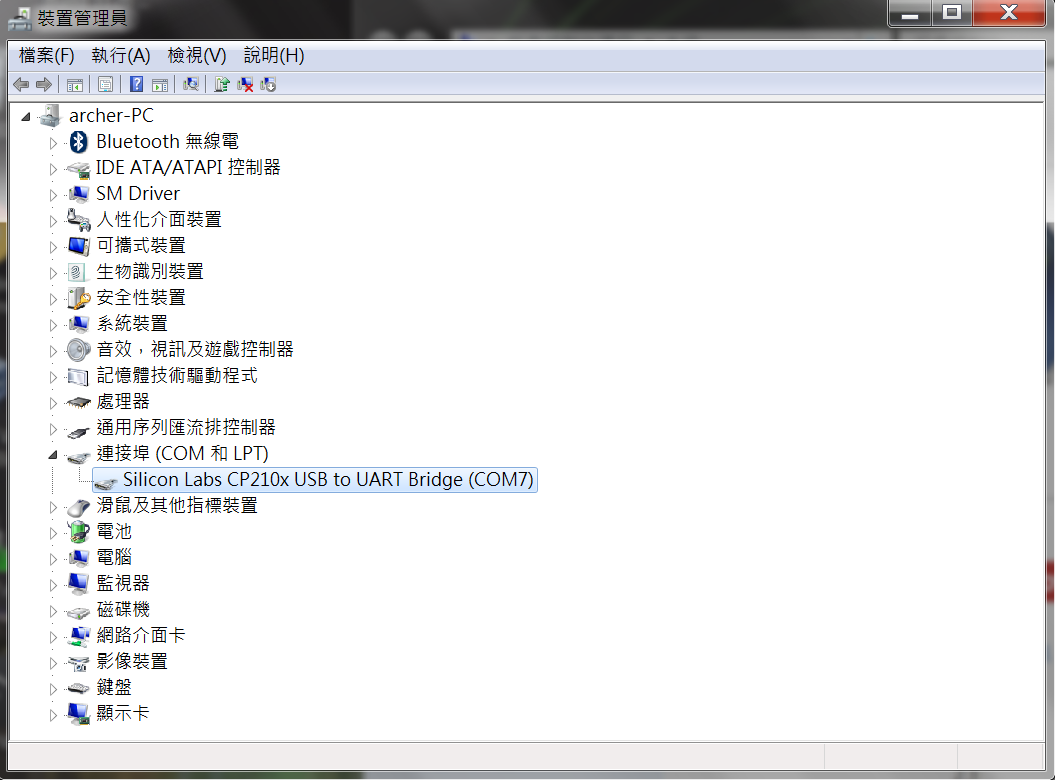 裝置管理員
檔案(F) 執行(A) 檢視(V) 說明(H)
archer-PC
Bluetooth 無線電
IDE ATA/ATAPI 控制器
SM Driver
人性化介面裝置
可攜式裝置
生物識別裝置
安全性裝置
系統裝置
音效，視訊及遊戲控制器
記憶體技術驅動程式
處理器
通用序列匯流排控制器
連接埠 (COM 和 LPT)
Silicon Labs CP210x USB to UART Bridge (COM7)
滑鼠及其他指標裝置
電池
電腦
監視器
磁碟機
網路介面卡
影像裝置
鍵盤
顯示卡